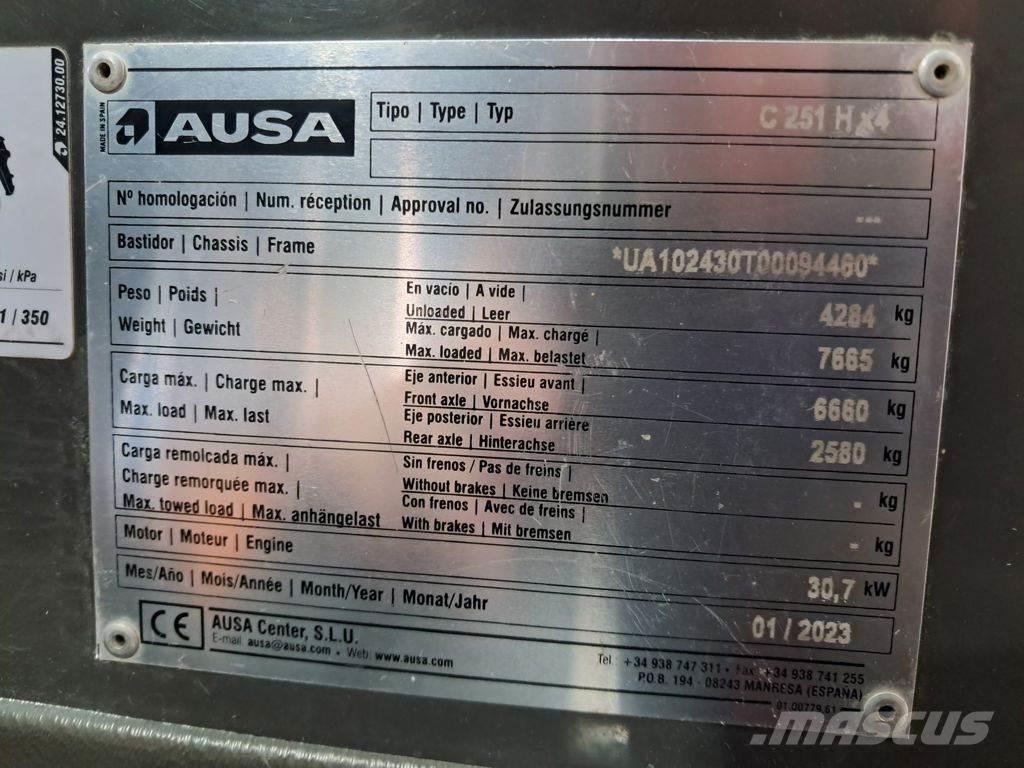 24.12730.00
si / kPa
1 / 350
MADE IN SPAIN
AUSA
Tipo | Type | Typ C 251 H x4
Nº homologación | Num. réception | Approval no. | Zulassungsnummer ---
Bastidor | Chassis | Frame *UA102430T00094460*
Peso | Poids |
Weight | Gewicht
En vacío | A vide |
Unloaded | Leer 4284 kg
Máx. cargado | Max. chargé |
Max. loaded | Max. belastet 7665 kg
Carga máx. | Charge max. |
Max. load | Max. last
Eje anterior | Essieu avant |
Front axle | Vornachse 6660 kg
Eje posterior | Essieu arrière
Rear axle | Hinterachse 2580 kg
Carga remolcada máx. |
Charge remorquée max. |
Max. towed load | Max. anhängelast
Sin frenos / Pas de freins |
Without brakes | Keine bremsen - kg
Con frenos | Avec de freins |
With brakes | Mit bremsen - kg
Motor | Moteur | Engine 30,7 kW
Mes/Año | Mois/Année | Month/Year | Monat/Jahr 01 / 2023
CE
AUSA Center, S.L.U.
E-mail: ausa@ausa.com • Web: www.ausa.com
Tel.: +34 938 747 311 • Fax: +34 938 741 255
P.O.B. 194 - 08243 MANRESA (ESPAÑA)
01.00779.61
MASCUS